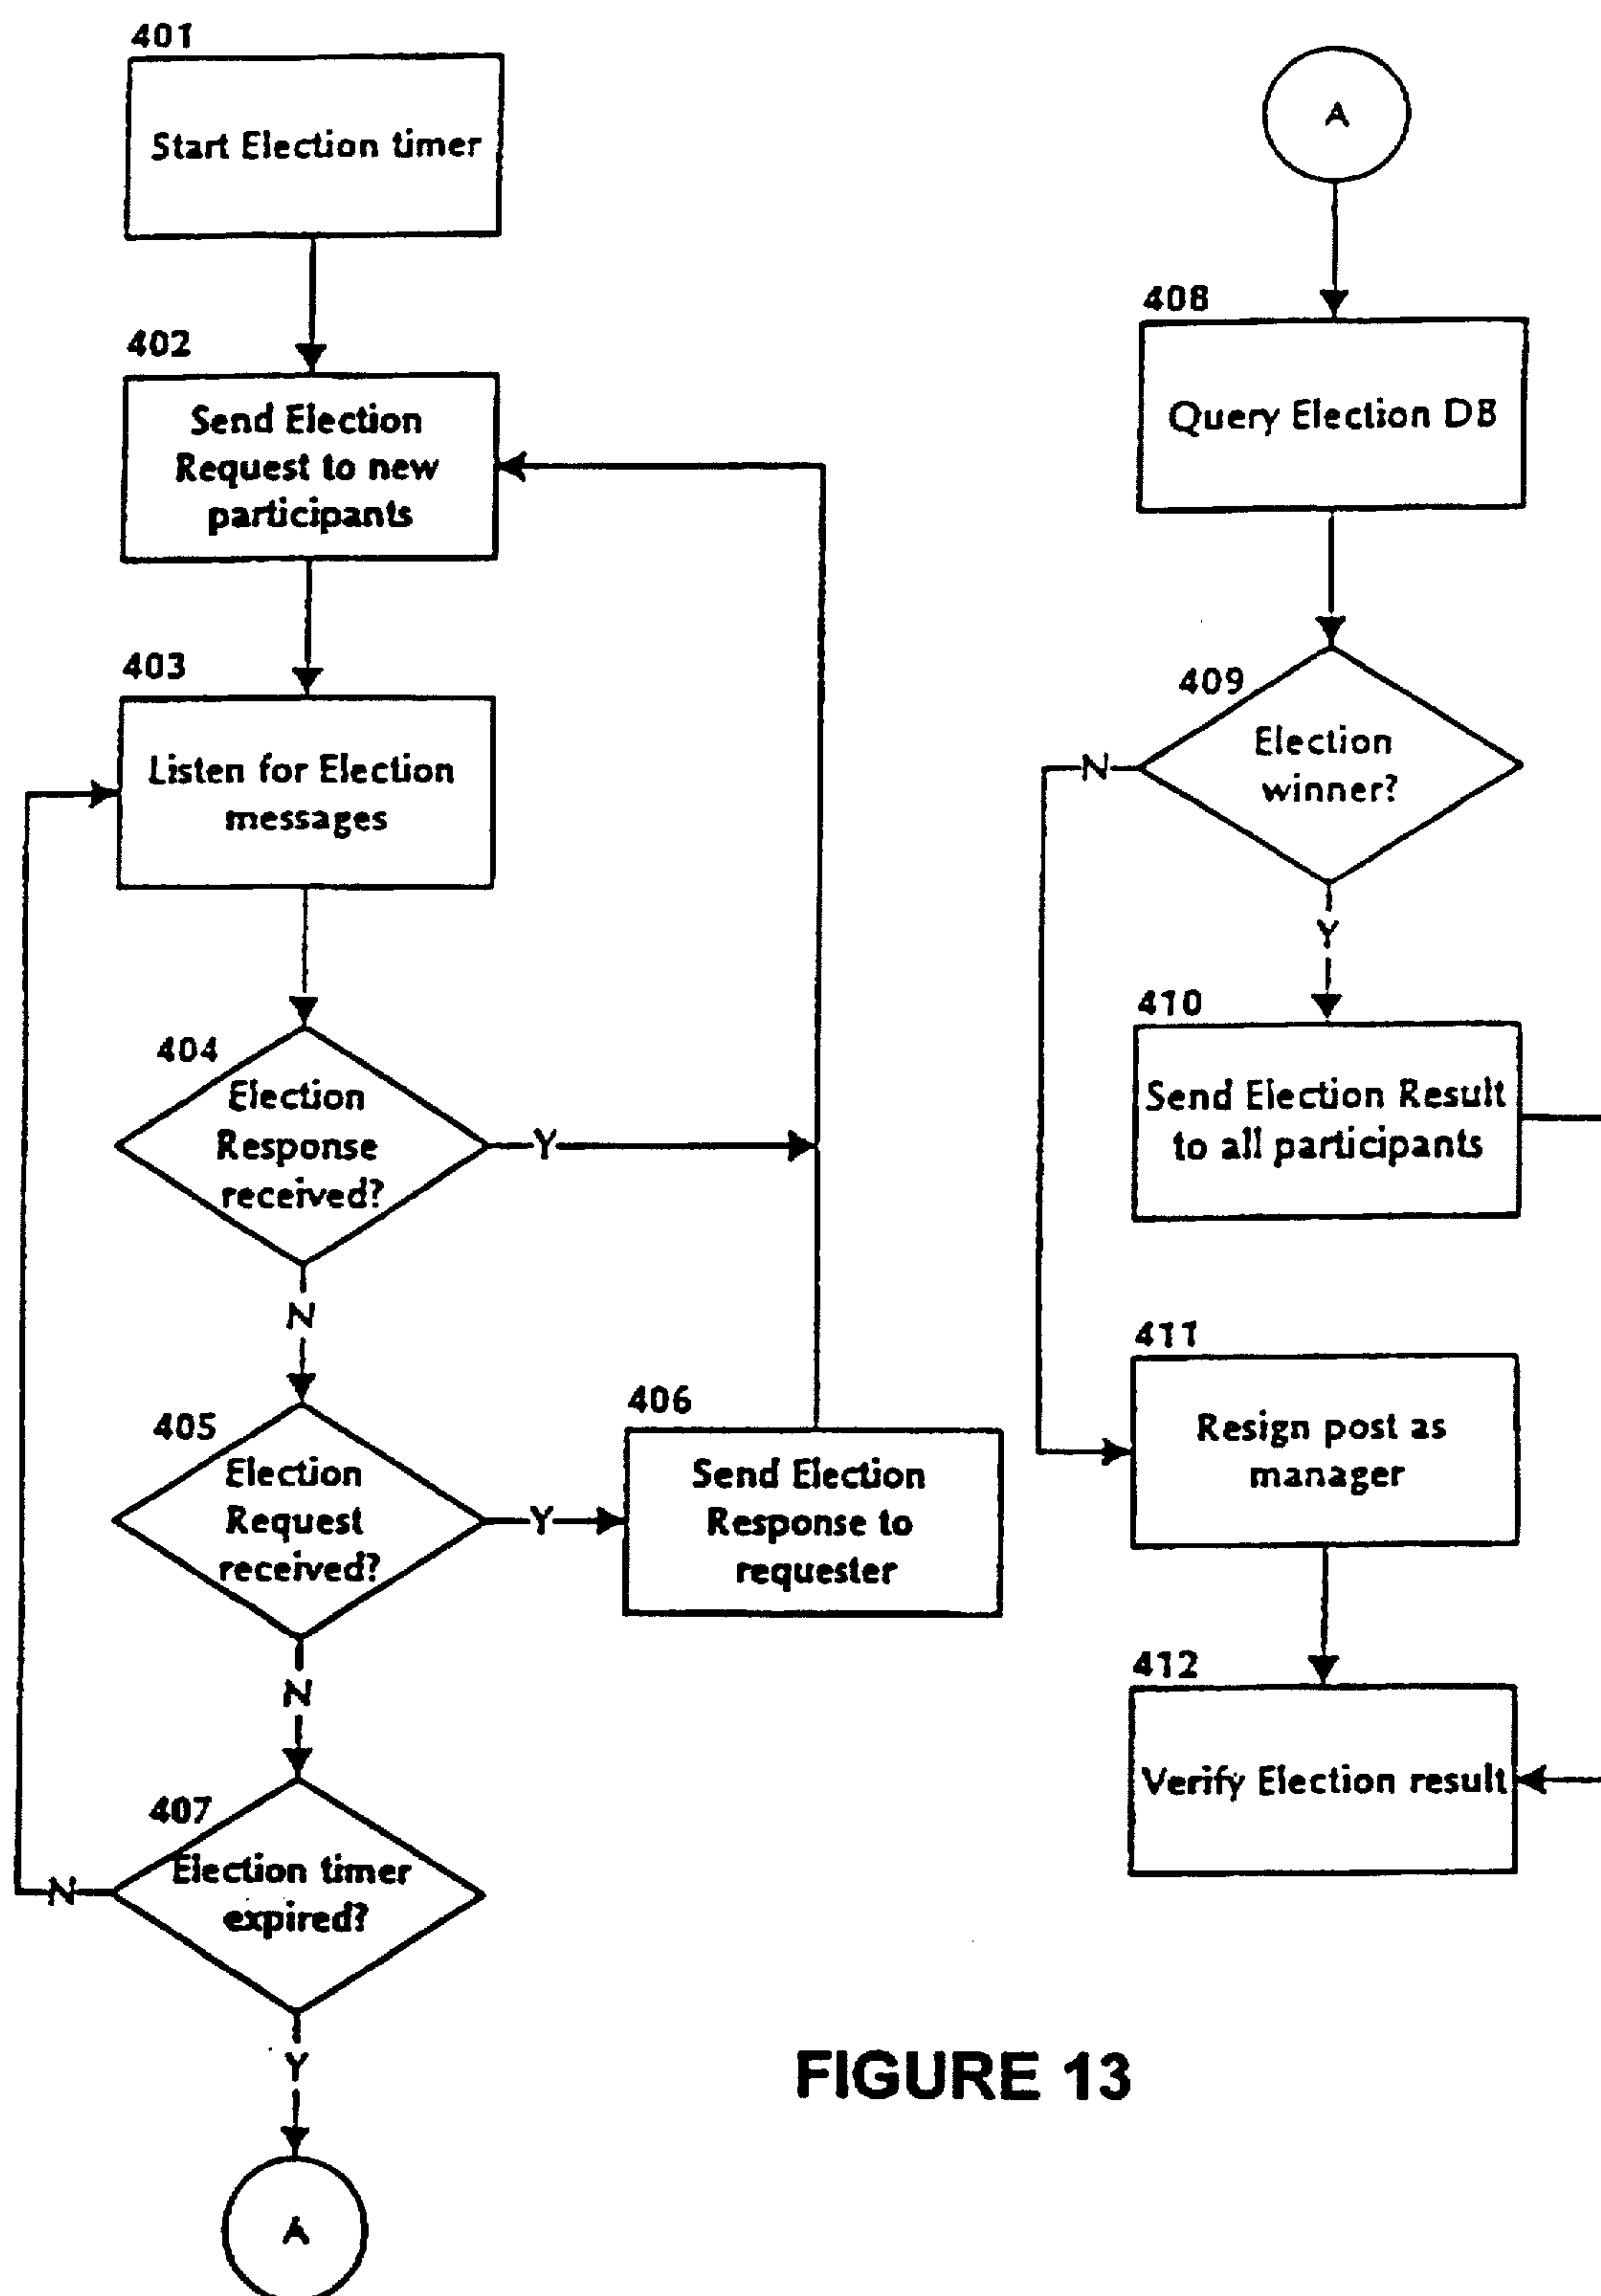 401
Start Election timer
402
Send Election
Request to new
participants
403
Listen for Election
messages
404
Election
Response
received?
Y
N
405
Election
Request
received?
Y
406
Send Election
Response to
requester
N
407
Election timer
expired?
N
Y
A
A
408
Query Election DB
409
Election
winner?
N
Y
410
Send Election Result
to all participants
411
Resign post as
manager
412
Verify Election result
FIGURE 13